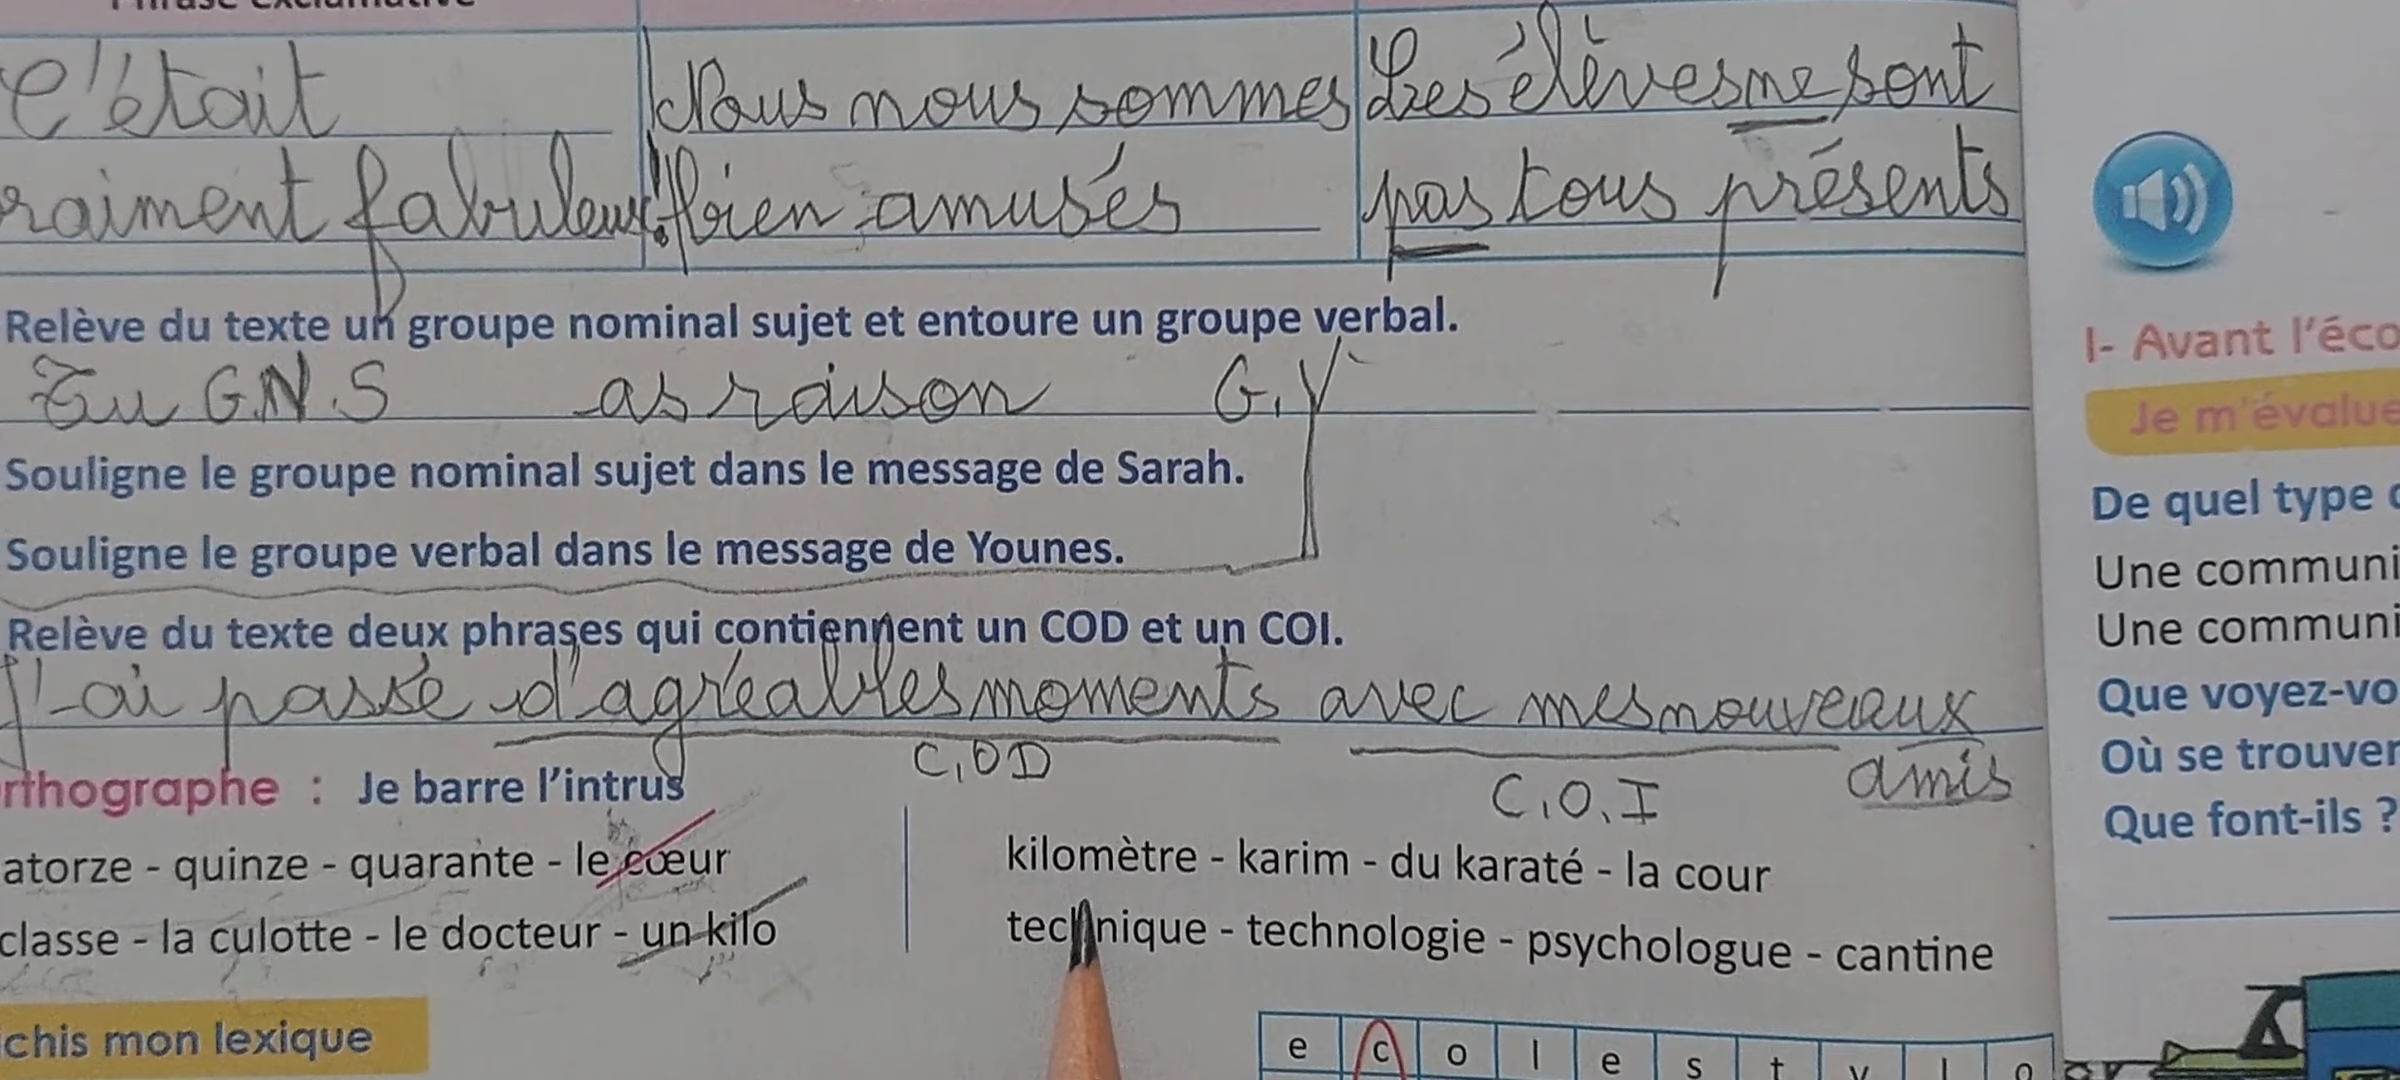 C'était
raiment fabuleux!
Nous nous sommes
bien amusés
Les élèves ne sont
pas tous présents
Relève du texte un groupe nominal sujet et entoure un groupe verbal.
Tu G.N.S as raison G.V
Souligne le groupe nominal sujet dans le message de Sarah.
Souligne le groupe verbal dans le message de Younes.
Relève du texte deux phrases qui contiennent un COD et un COI.
J'ai passé d'agréables moments avec mes nouveaux
C.OD
C.O.I
amis
rthographe : Je barre l'intrus
atorze - quinze - quarante - le cœur
classe - la culotte - le docteur - un kilo
kilomètre - karim - du karaté - la cour
technique - technologie - psychologue - cantine
chis mon lexique
e c o l e s t y l o
I- Avant l'éco
Je m'évalue
De quel type
Une communi
Une communi
Que voyez-vo
Où se trouver
Que font-ils ?